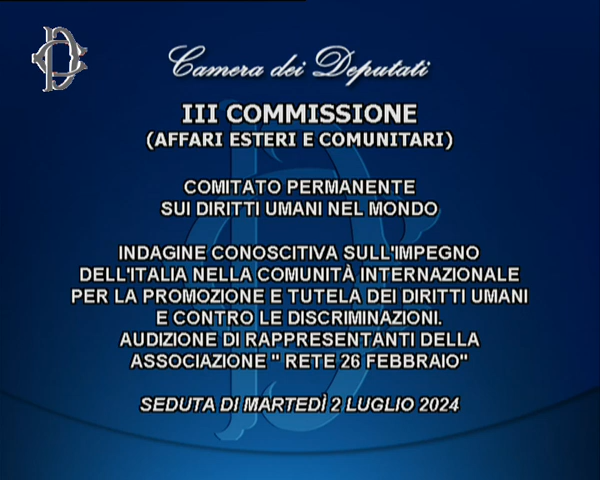 Camera dei Deputati
III COMMISSIONE
(AFFARI ESTERI E COMUNITARI)
COMITATO PERMANENTE
SUI DIRITTI UMANI NEL MONDO
INDAGINE CONOSCITIVA SULL'IMPEGNO
DELL'ITALIA NELLA COMUNITÀ INTERNAZIONALE
PER LA PROMOZIONE E TUTELA DEI DIRITTI UMANI
E CONTRO LE DISCRIMINAZIONI.
AUDIZIONE DI RAPPRESENTANTI DELLA
ASSOCIAZIONE " RETE 26 FEBBRAIO"
SEDUTA DI MARTEDÌ 2 LUGLIO 2024